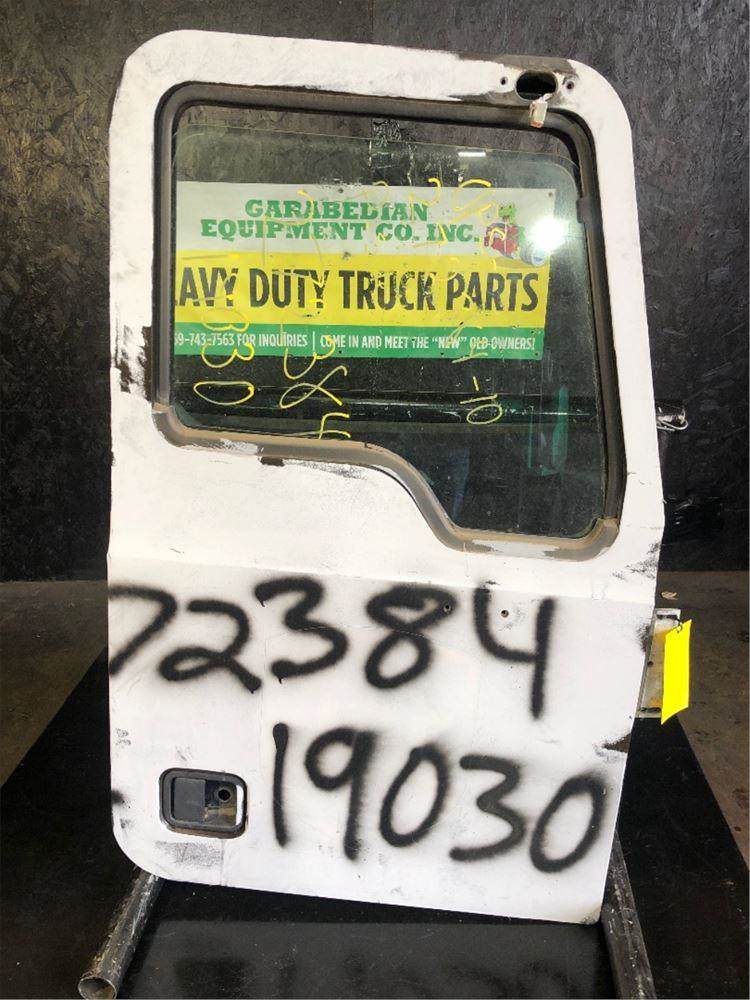 GARABEDIAN
EQUIPMENT CO. INC.
AVY DUTY TRUCK PARTS
59-743-7563 FOR INQUIRIES | COME IN AND MEET THE "NEW" OLD OWNERS!
72384
19030